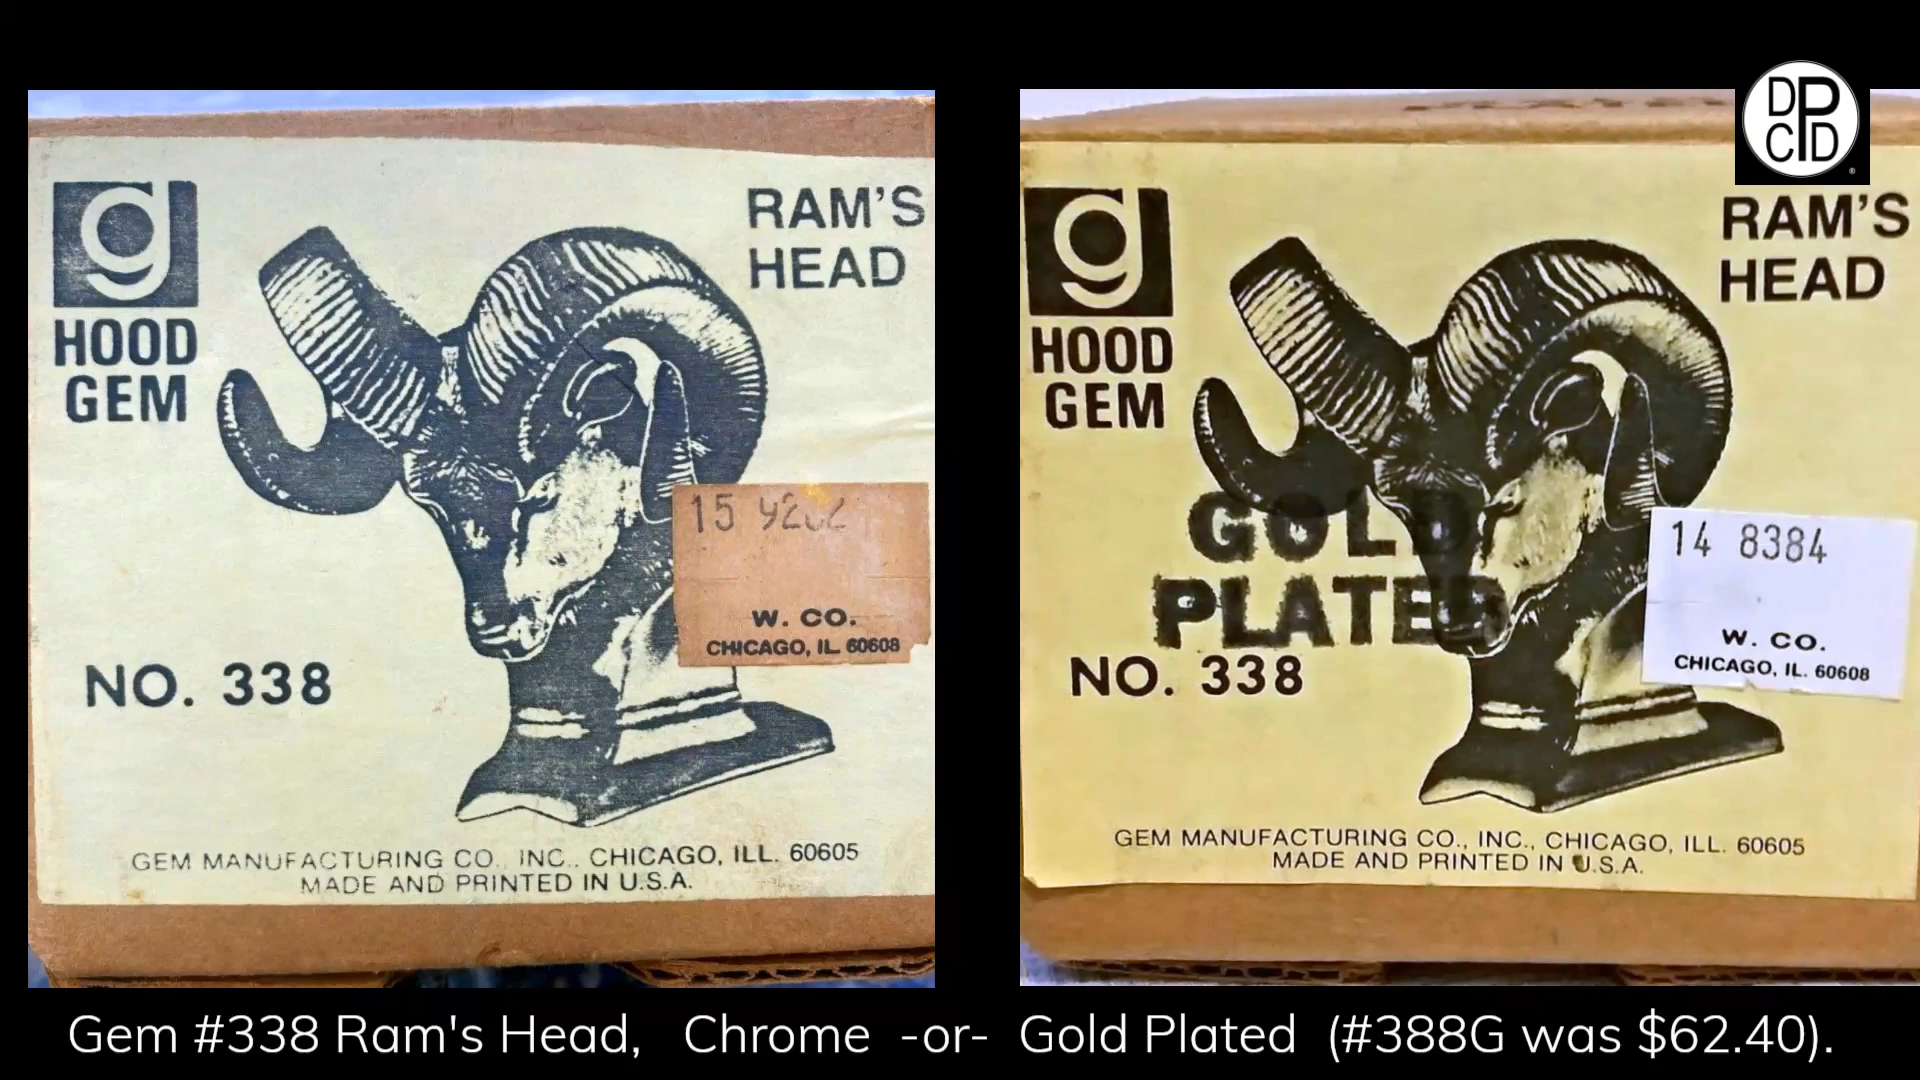 g
HOOD
GEM
RAM'S
HEAD
15
W. CO.
CHICAGO, IL 60608
NO. 338
GEM MANUFACTURING CO., INC., CHICAGO, ILL. 60605
MADE AND PRINTED IN U.S.A.
DPCD
®
g
HOOD
GEM
RAM'S
HEAD
GOLD
PLATED
14 8384
W. CO.
CHICAGO, IL. 60608
NO. 338
GEM MANUFACTURING CO., INC., CHICAGO, ILL. 60605
MADE AND PRINTED IN U.S.A.
Gem #338 Ram's Head, Chrome -or- Gold Plated (#388G was $62.40).